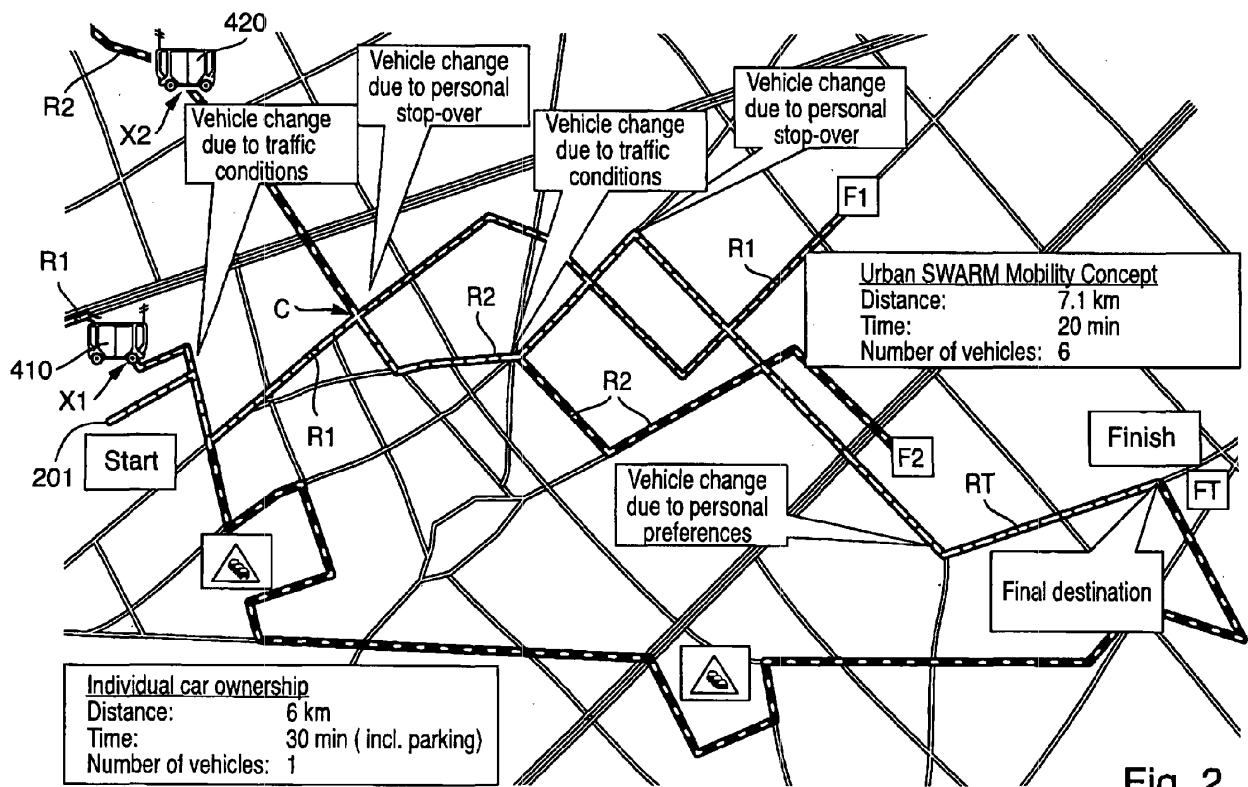 420
R2
X2
Vehicle change
due to traffic
conditions
Vehicle change
due to personal
stop-over
Vehicle change
due to traffic
conditions
Vehicle change
due to personal
stop-over
F1
R1
R1
C
R2
410
X1
201
Start
R1
R2
Urban SWARM Mobility Concept
Distance: 7.1 km
Time: 20 min
Number of vehicles: 6
F2
Finish
FT
RT
Vehicle change
due to personal
preferences
Final destination
Individual car ownership
Distance: 6 km
Time: 30 min ( incl. parking)
Number of vehicles: 1
Fig. 2